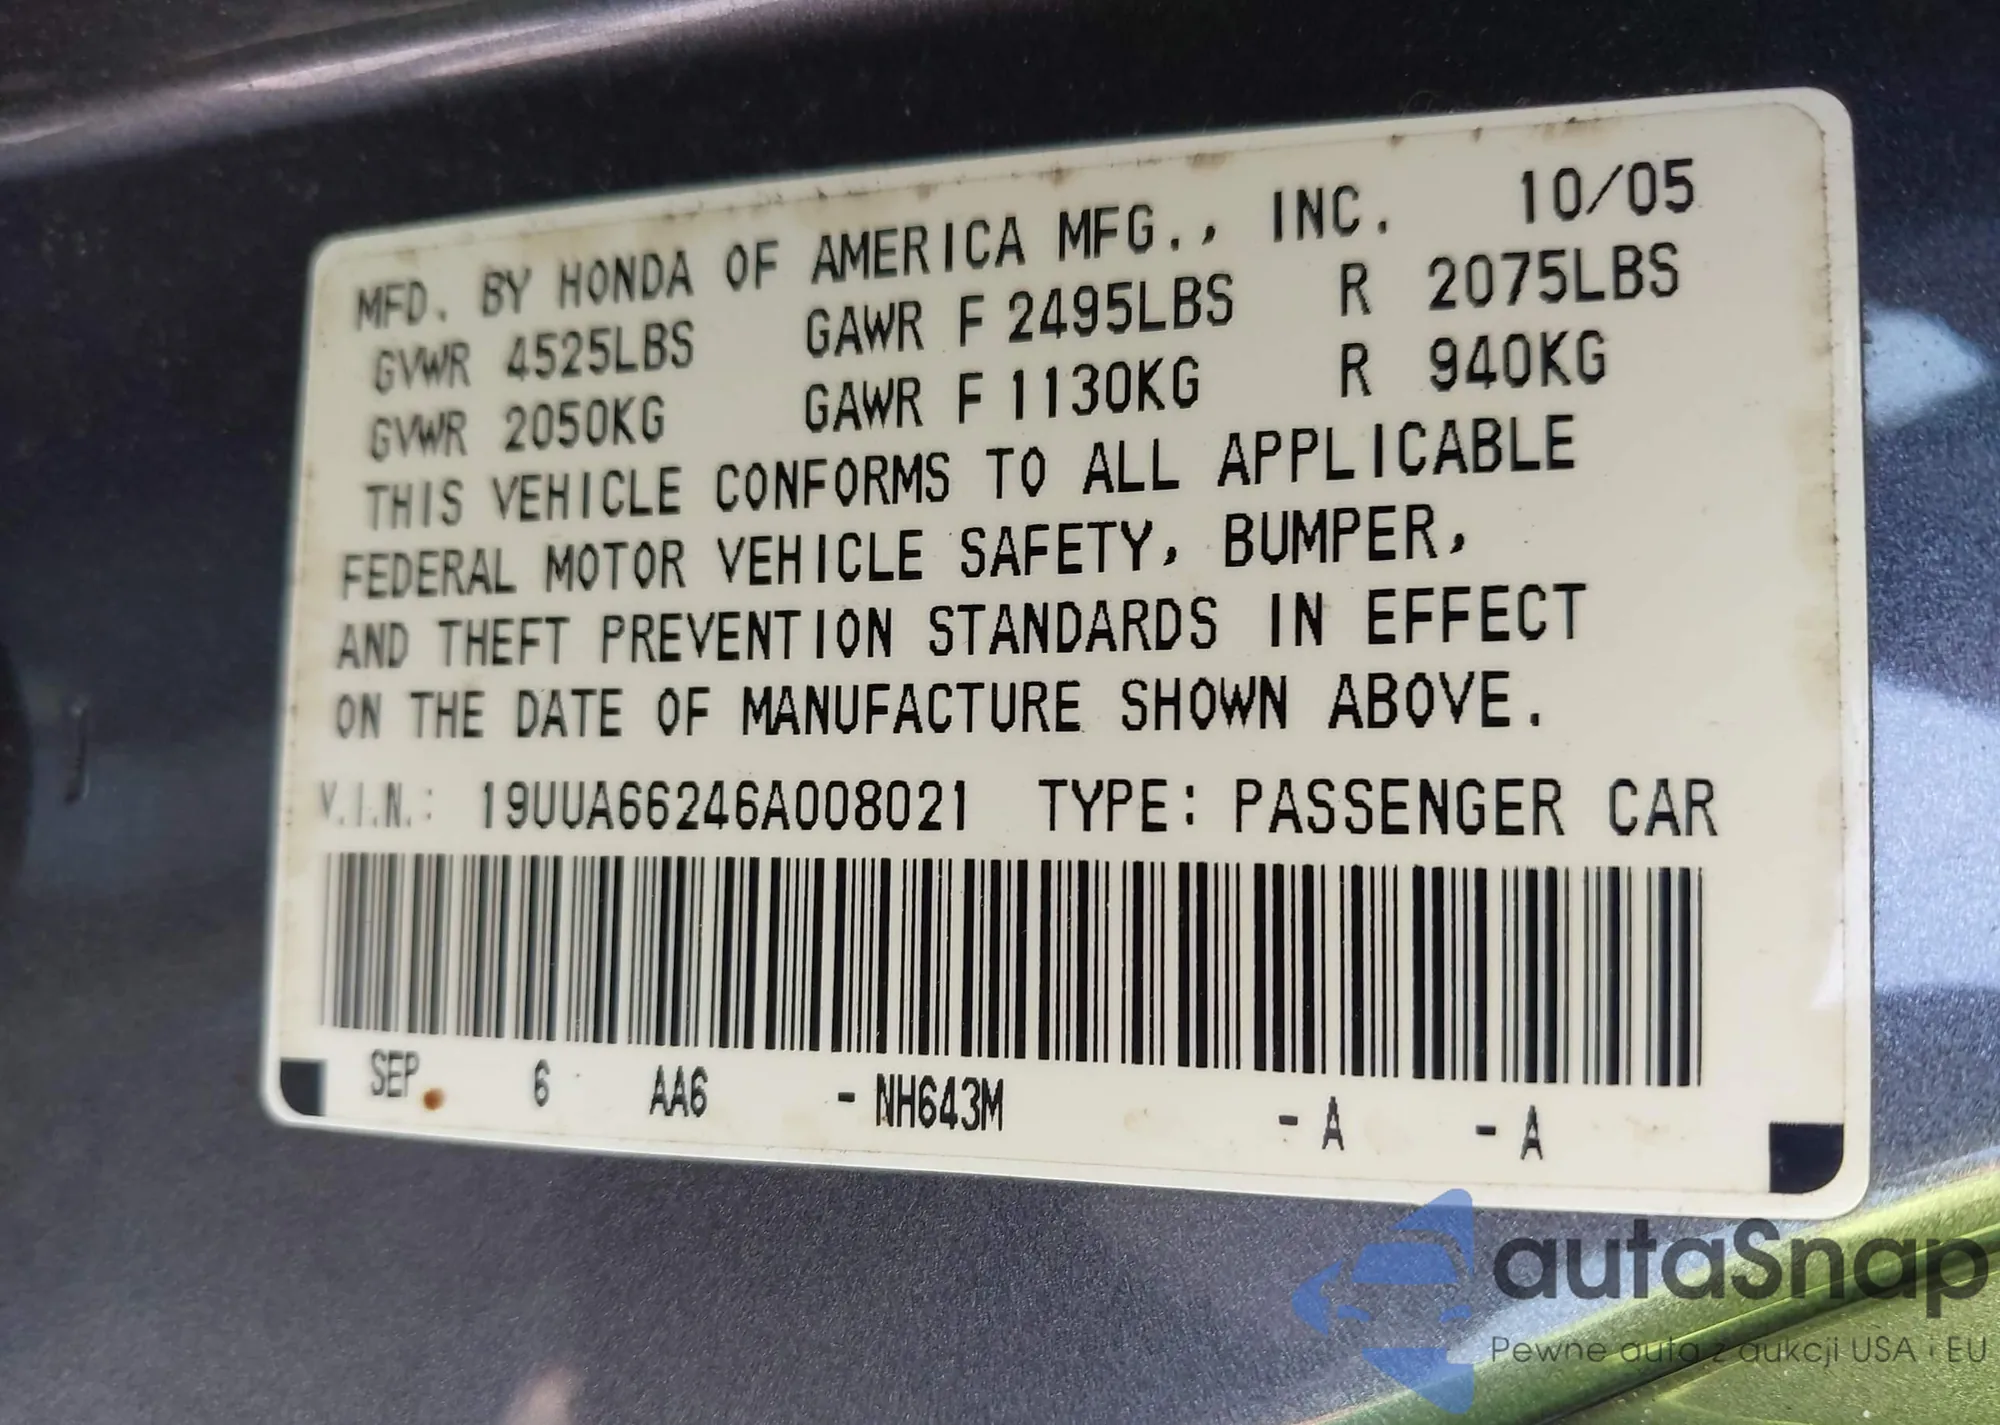 MFD. BY HONDA OF AMERICA MFG., INC. 10/05
GVWR 4525LBS GAWR F 2495LBS R 2075LBS
GVWR 2050KG GAWR F 1130KG R 940KG
THIS VEHICLE CONFORMS TO ALL APPLICABLE
FEDERAL MOTOR VEHICLE SAFETY, BUMPER,
AND THEFT PREVENTION STANDARDS IN EFFECT
ON THE DATE OF MANUFACTURE SHOWN ABOVE.
V.I.N.: 19UUA66246A008021 TYPE: PASSENGER CAR
SEP. 6 AA6 - NH643M - A - A
autaSnap
Pewne auta z aukcji USA i EU